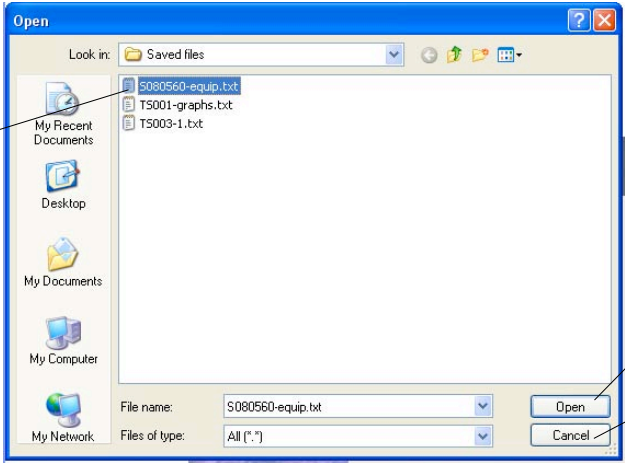 Open
Look in: Saved files
S080560-equip.txt
TS001-graphs.txt
TS003-1.txt
My Recent
Documents
Desktop
My Documents
My Computer
My Network
File name: S080560-equip.txt Open
Files of type: All (*.*) Cancel